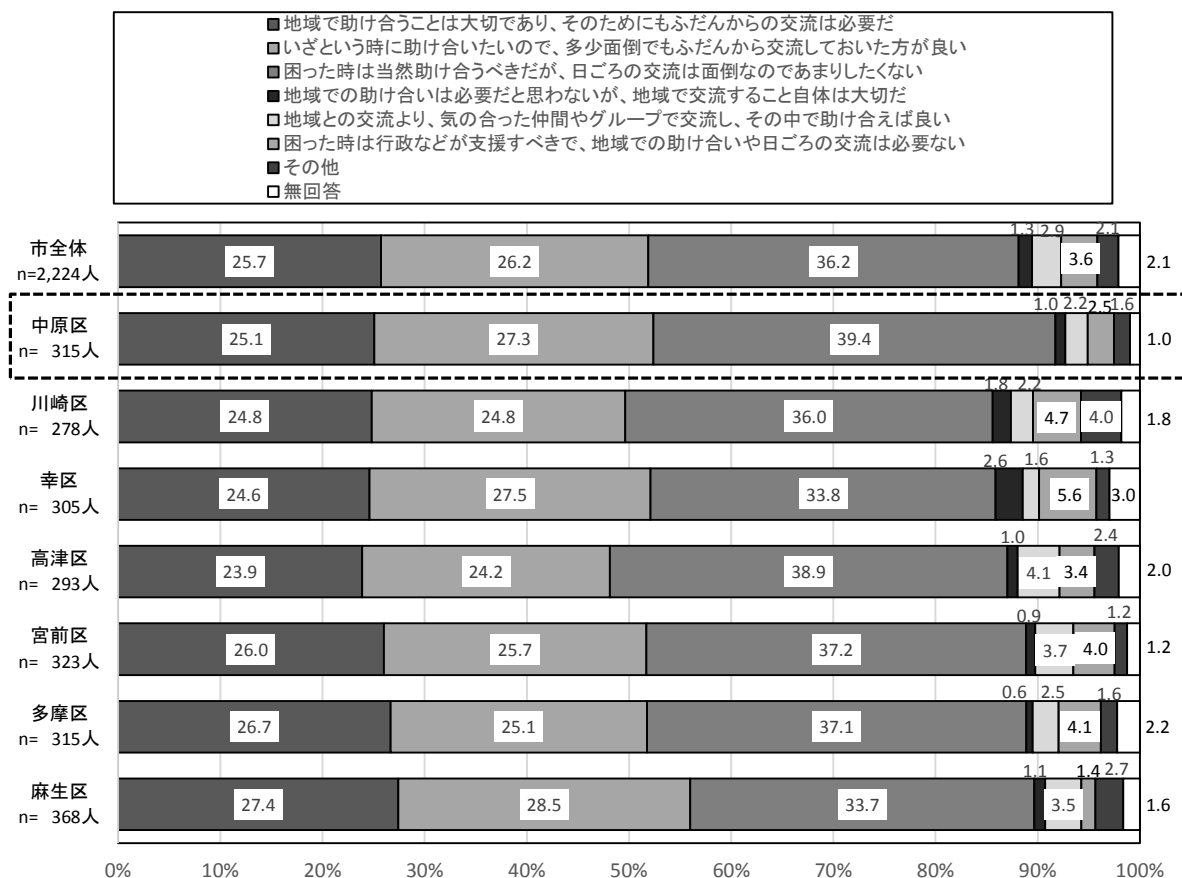 地域で助け合うことは大切であり、そのためにもふだんからの交流は必要だ
いざという時に助け合いたいので、多少面倒でもふだんから交流しておいた方が良い
困った時は当然助け合うべきだが、日ごろの交流は面倒なのであまりしたくない
地域での助け合いは必要だと思わないが、地域で交流すること自体は大切だ
地域との交流より、気の合った仲間やグループで交流し、その中で助け合えば良い
困った時は行政などが支援すべきで、地域での助け合いや日ごろの交流は必要ない
その他
無回答
市全体
n=2,224人
25.7 26.2 36.2 1.3 2.9 3.6 2.1 2.1
中原区
n= 315人
25.1 27.3 39.4 1.0 2.2 2.5 1.6 1.0
川崎区
n= 278人
24.8 24.8 36.0 1.8 2.2 4.7 4.0 1.8
幸区
n= 305人
24.6 27.5 33.8 2.6 1.6 5.6 1.3 3.0
高津区
n= 293人
23.9 24.2 38.9 1.0 4.1 3.4 2.4 2.0
宮前区
n= 323人
26.0 25.7 37.2 0.9 3.7 4.0 1.2 1.2
多摩区
n= 315人
26.7 25.1 37.1 0.6 2.5 4.1 1.6 2.2
麻生区
n= 368人
27.4 28.5 33.7 1.1 3.5 1.4 2.7 1.6
0% 10% 20% 30% 40% 50% 60% 70% 80% 90% 100%